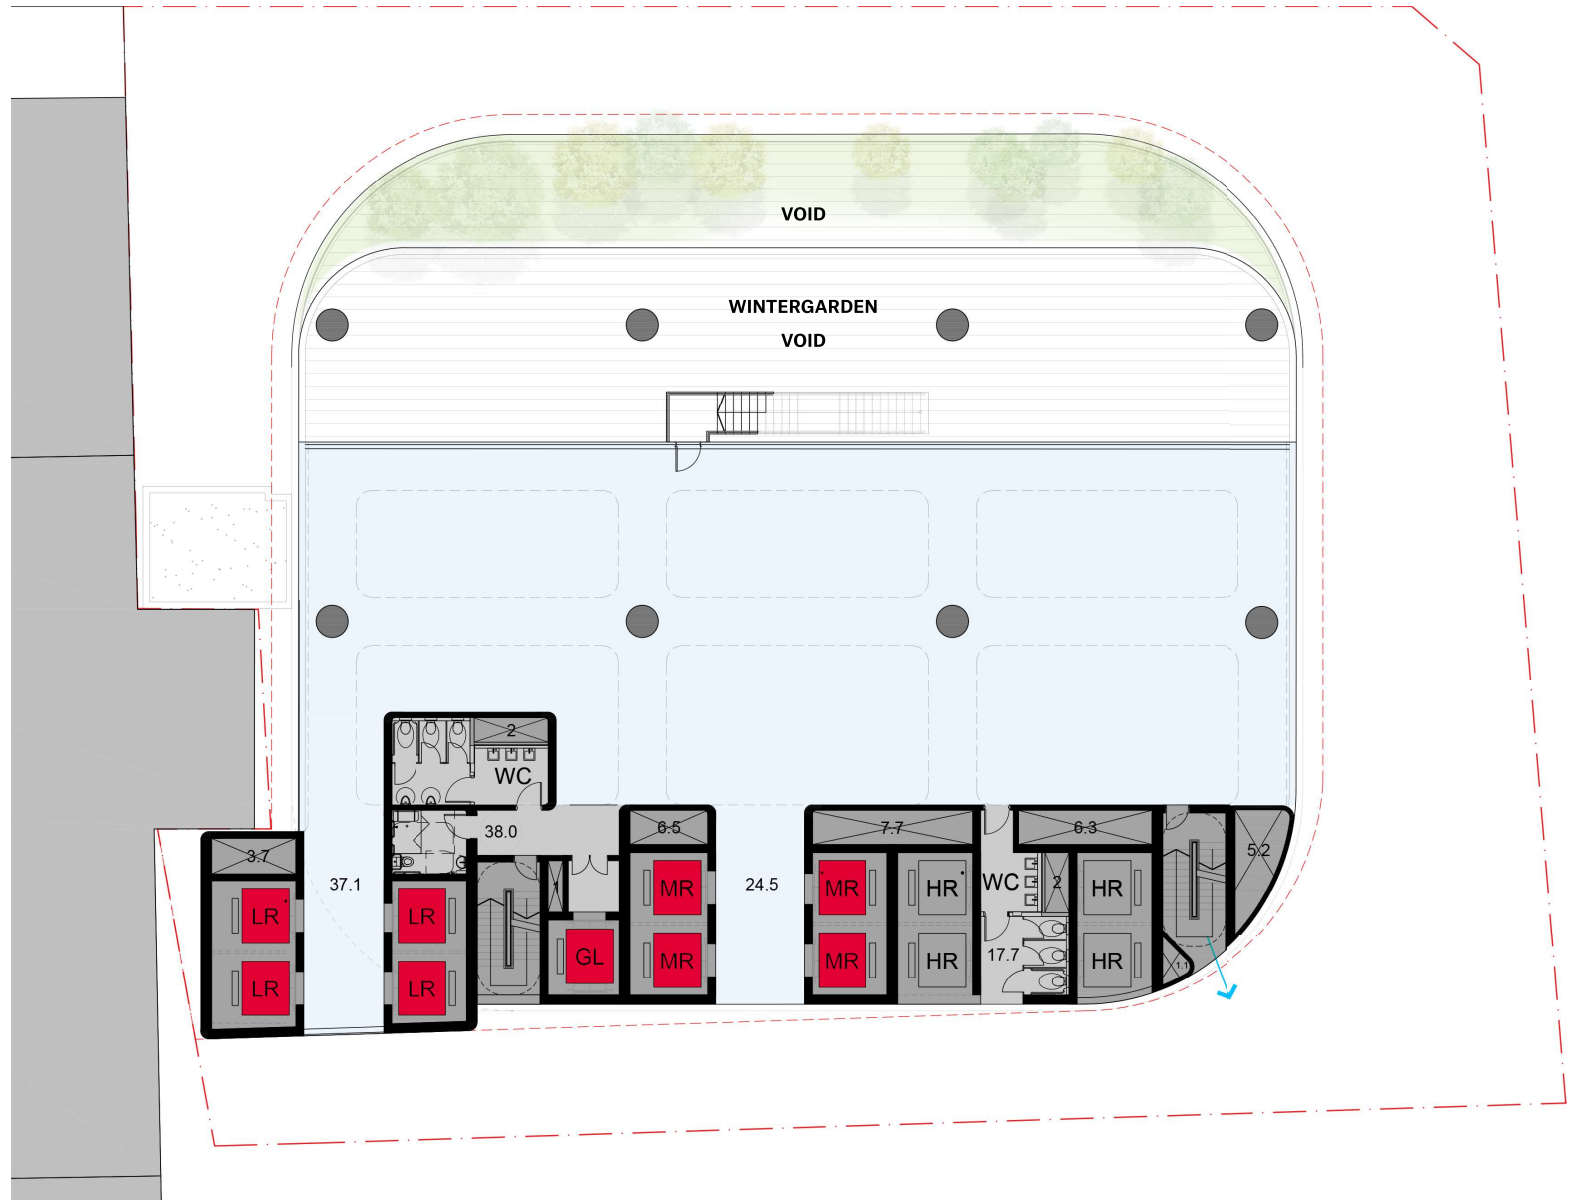 VOID
WINTERGARDEN
VOID
2
WC
38.0
6.5
7.7
6.3
5.2
3.7
37.1
1
MR
24.5
MR
HR
WC
2
HR
LR
LR
GL
MR
MR
HR
17.7
HR
1.1
LR
LR